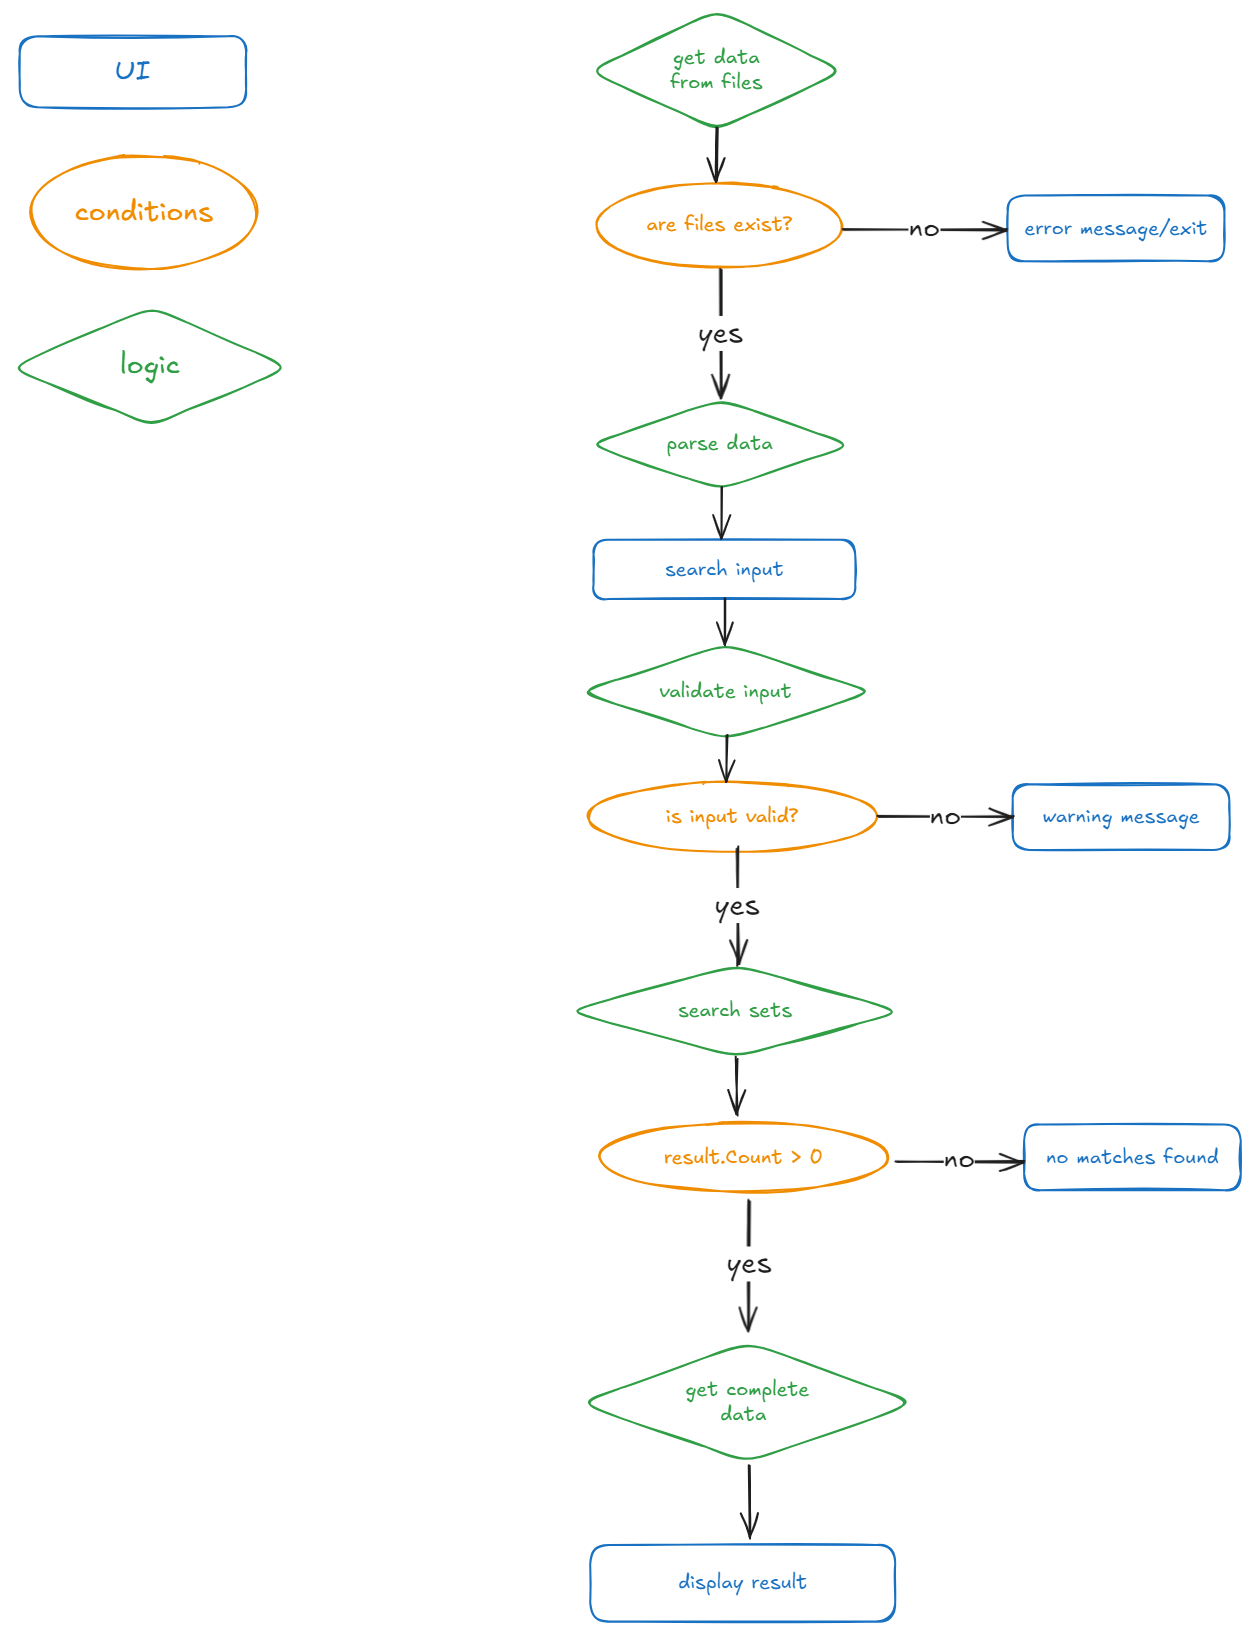 UI
conditions
logic
get data
from files
are files exist?
no
error message/exit
yes
parse data
search input
validate input
is input valid?
no
warning message
yes
search sets
result.Count > 0
no
no matches found
yes
get complete
data
display result